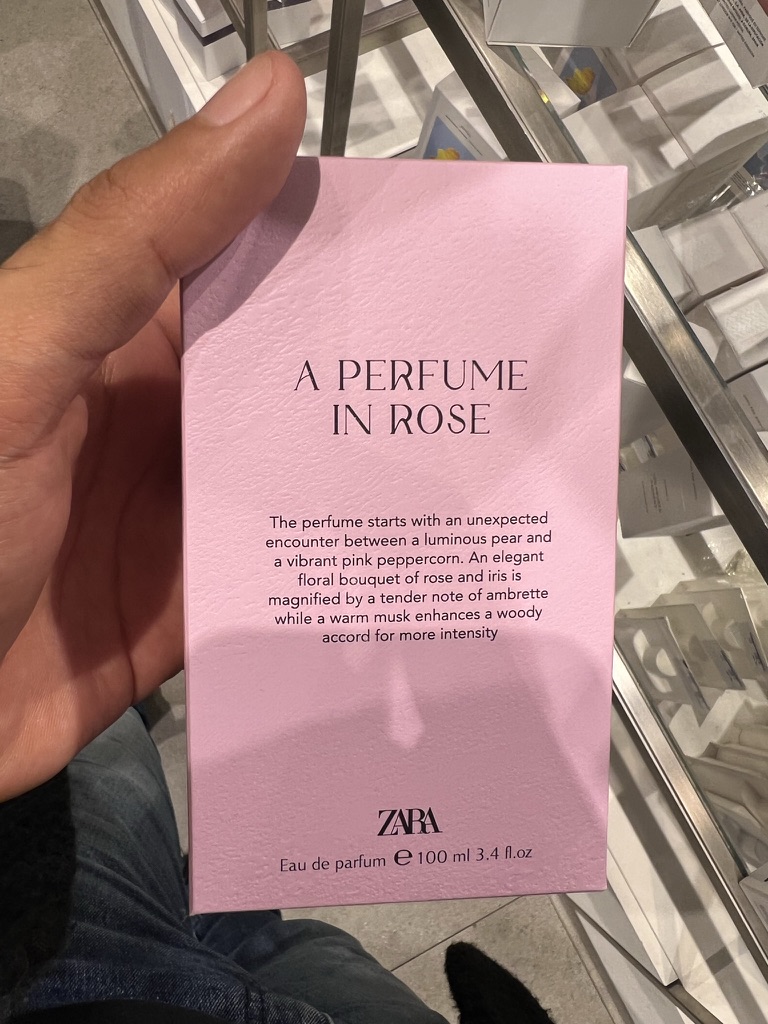 A PERFUME
IN ROSE
The perfume starts with an unexpected
encounter between a luminous pear and
a vibrant pink peppercorn. An elegant
floral bouquet of rose and iris is
magnified by a tender note of ambrette
while a warm musk enhances a woody
accord for more intensity
ZARA
Eau de parfum ℮ 100 ml 3.4 fl.oz